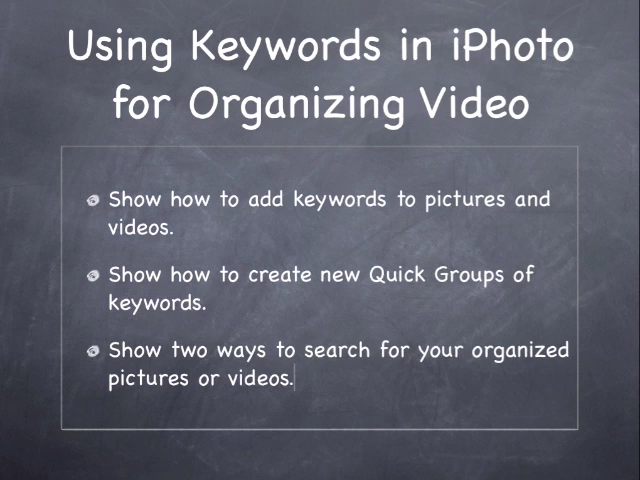 Using Keywords in iPhoto
for Organizing Video
Show how to add keywords to pictures and
videos.
Show how to create new Quick Groups of
keywords.
Show two ways to search for your organized
pictures or videos.